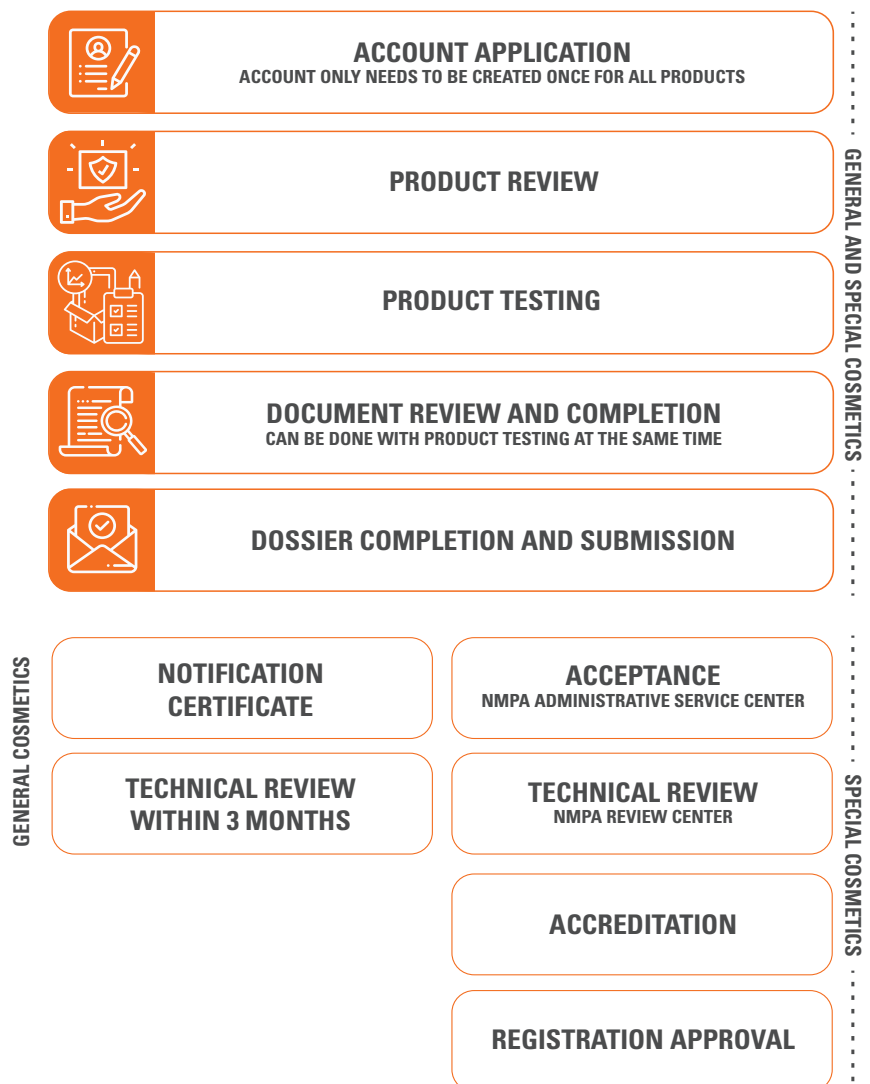 ACCOUNT APPLICATION
ACCOUNT ONLY NEEDS TO BE CREATED ONCE FOR ALL PRODUCTS
PRODUCT REVIEW
PRODUCT TESTING
DOCUMENT REVIEW AND COMPLETION
CAN BE DONE WITH PRODUCT TESTING AT THE SAME TIME
DOSSIER COMPLETION AND SUBMISSION
GENERAL AND SPECIAL COSMETICS
GENERAL COSMETICS
NOTIFICATION
CERTIFICATE
TECHNICAL REVIEW
WITHIN 3 MONTHS
ACCEPTANCE
NMPA ADMINISTRATIVE SERVICE CENTER
TECHNICAL REVIEW
NMPA REVIEW CENTER
ACCREDITATION
REGISTRATION APPROVAL
SPECIAL COSMETICS